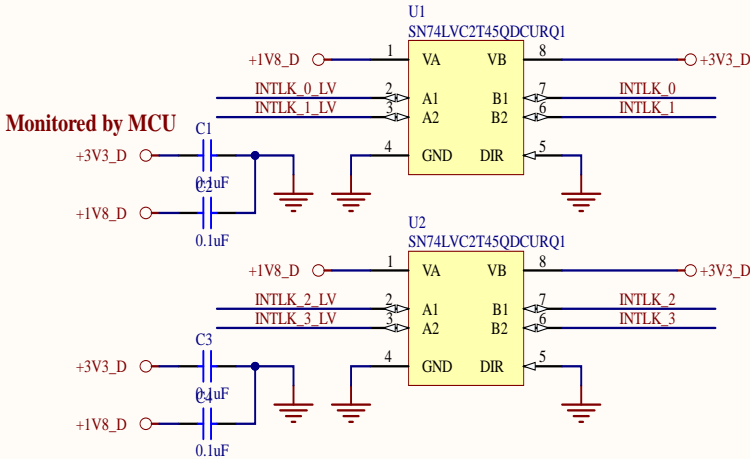 U1
SN74LVC2T45QDCURQ1
+1V8_D 1 VA VB 8 +3V3_D
INTLK_0_LV 2 A1 B1 7 INTLK_0
INTLK_1_LV 3 A2 B2 6 INTLK_1
Monitored by MCU
C1
+3V3_D 4 GND DIR 5
0.1uF
C2
+1V8_D
0.1uF
U2
SN74LVC2T45QDCURQ1
+1V8_D 1 VA VB 8 +3V3_D
INTLK_2_LV 2 A1 B1 7 INTLK_2
INTLK_3_LV 3 A2 B2 6 INTLK_3
C3
+3V3_D 4 GND DIR 5
0.1uF
C4
+1V8_D
0.1uF